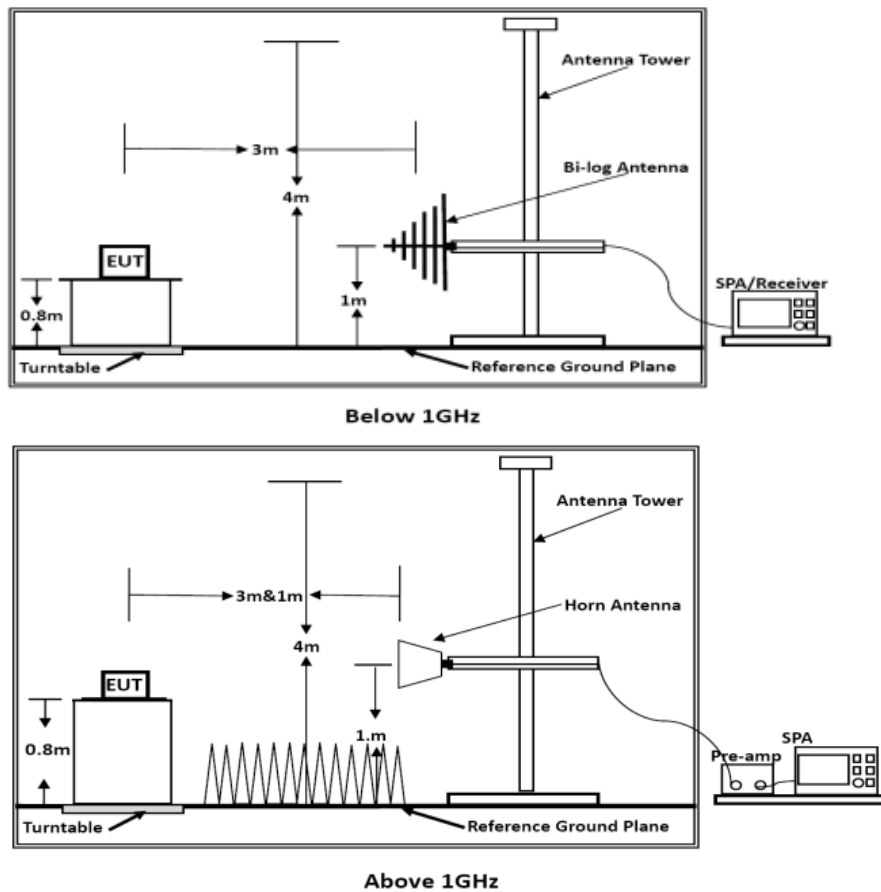 Antenna Tower
3m
Bi-log Antenna
4m
EUT
SPA/Receiver
0.8m
1m
Turntable
Reference Ground Plane
Below 1GHz
Antenna Tower
3m&1m
Horn Antenna
4m
EUT
0.8m
1.m
SPA
Pre-amp
Turntable
Reference Ground Plane
Above 1GHz